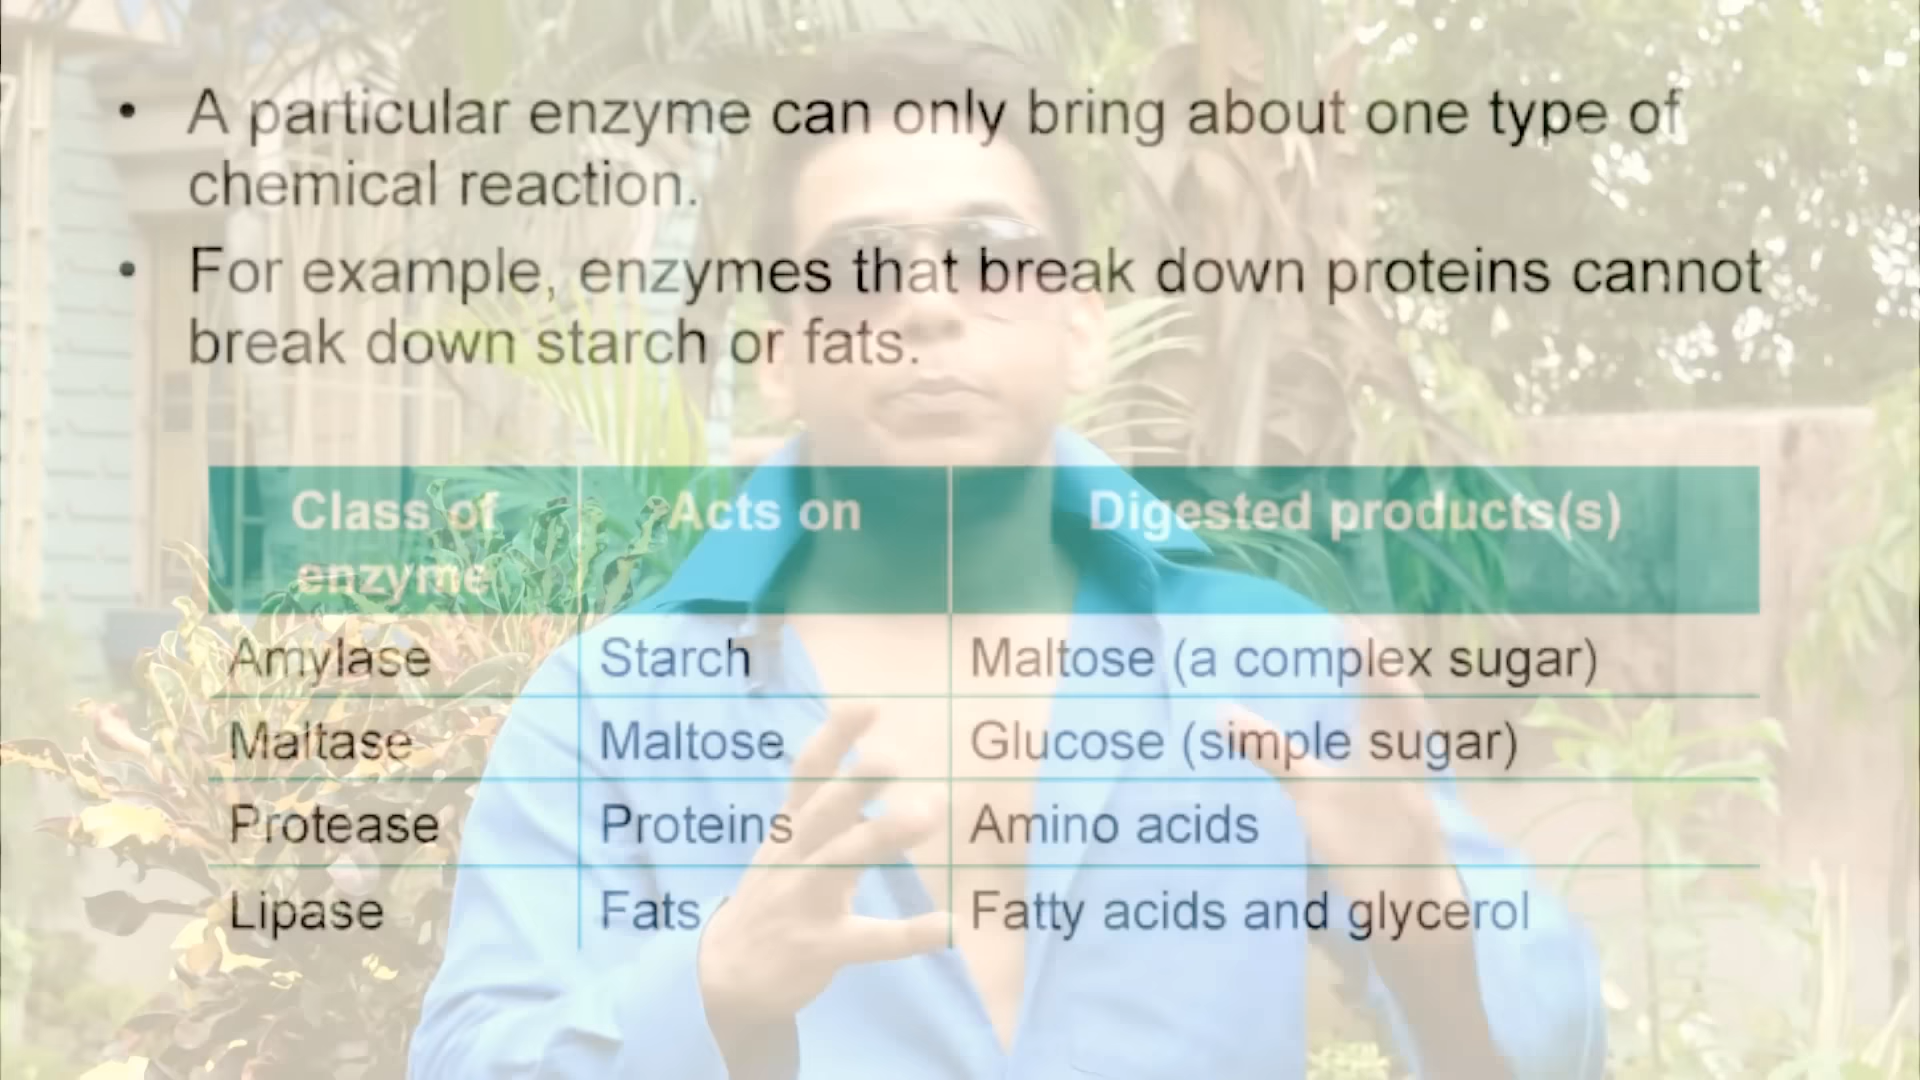 • A particular enzyme can only bring about one type of
chemical reaction.
• For example, enzymes that break down proteins cannot
break down starch or fats.
Class of enzyme Acts on Digested products(s)
Amylase Starch Maltose (a complex sugar)
Maltase Maltose Glucose (simple sugar)
Protease Proteins Amino acids
Lipase Fats Fatty acids and glycerol